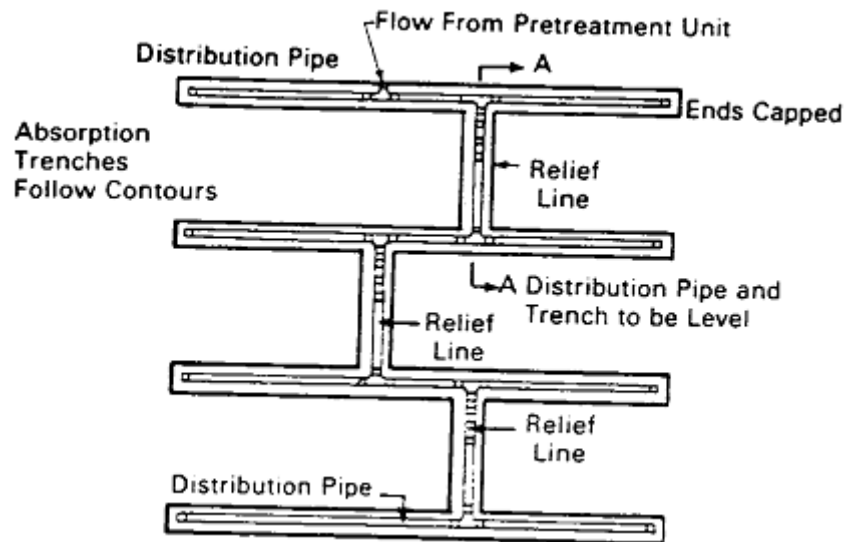 Flow From Pretreatment Unit
Distribution Pipe
A
Ends Capped
Absorption
Trenches
Follow Contours
Relief
Line
A Distribution Pipe and
Trench to be Level
Relief
Line
Relief
Line
Distribution Pipe